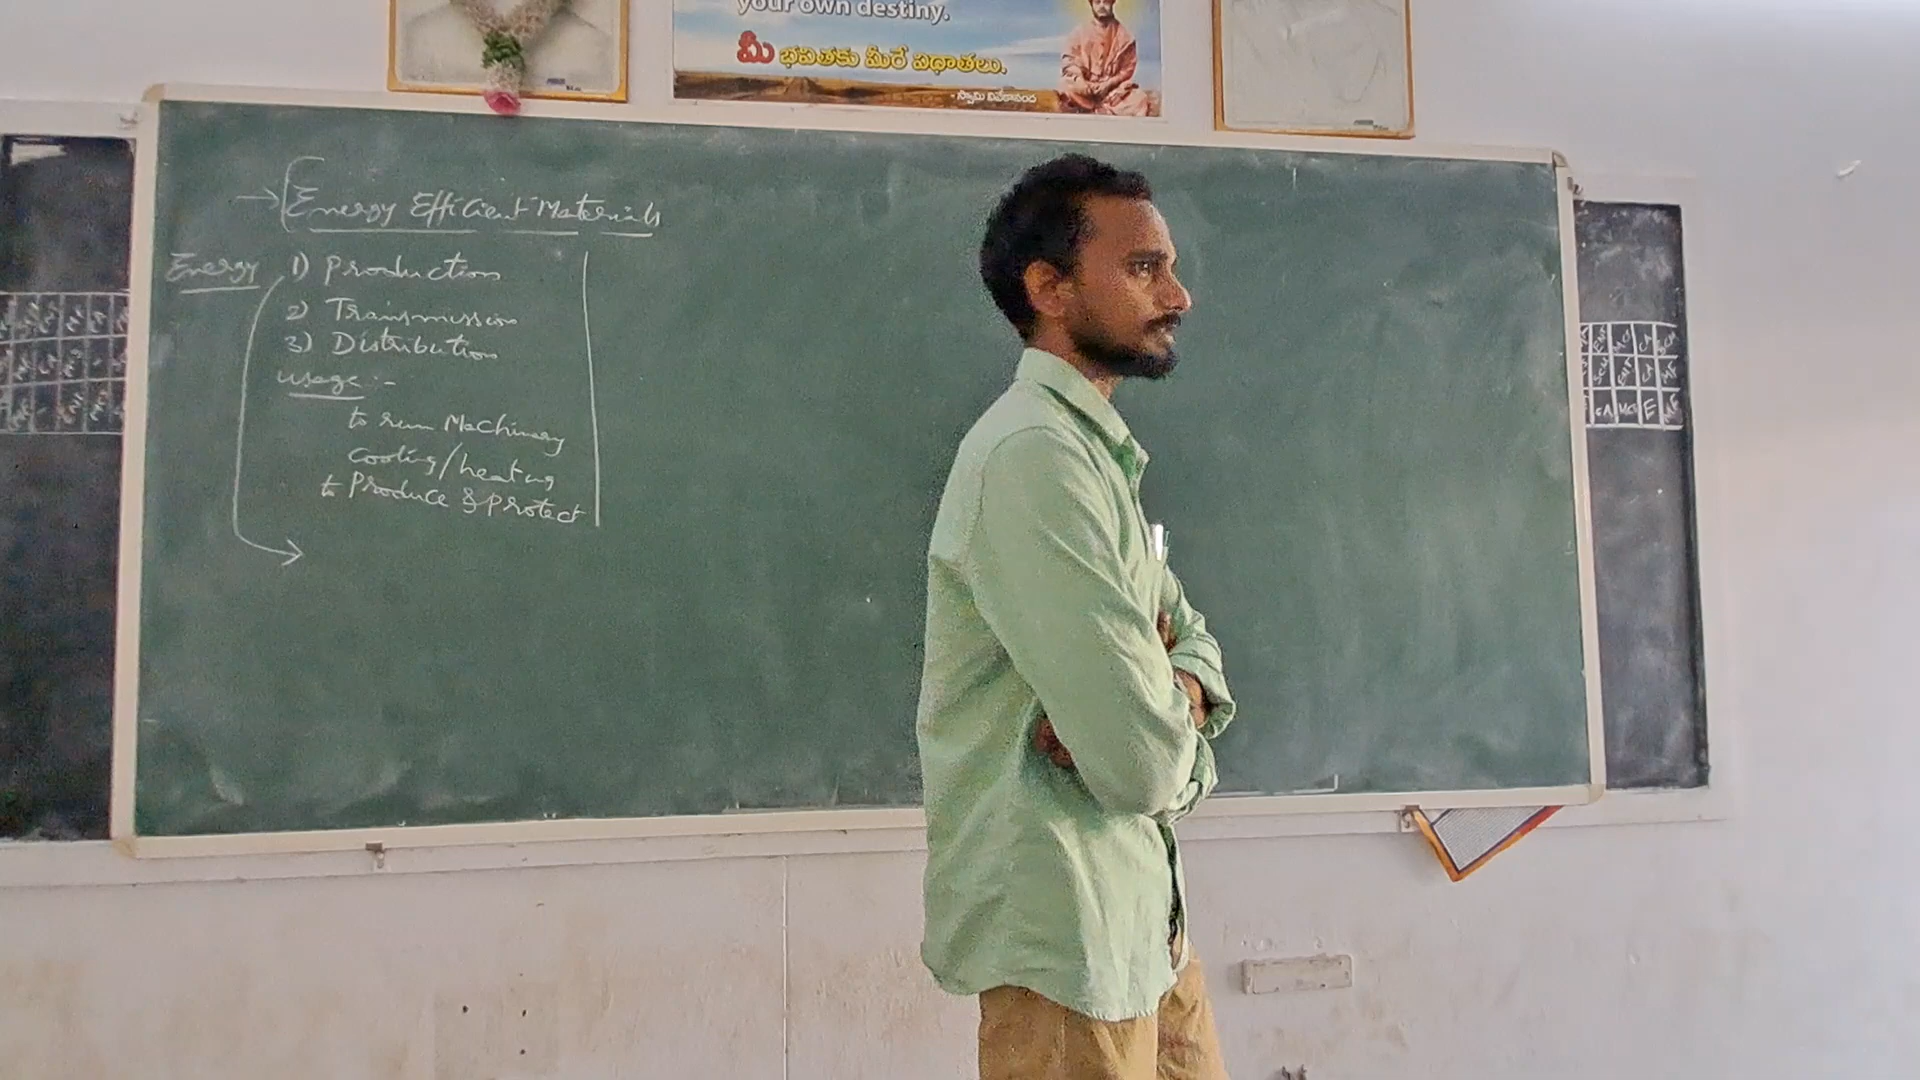 your own destiny.
మీ భవితకు మీరే విధాతలు.
- స్వామి వివేకానంద
→ Energy Efficient Materials
Energy 1) Production
2) Transmission
3) Distribution
usage :-
to run Machinery
cooling/heating
to Produce & protect